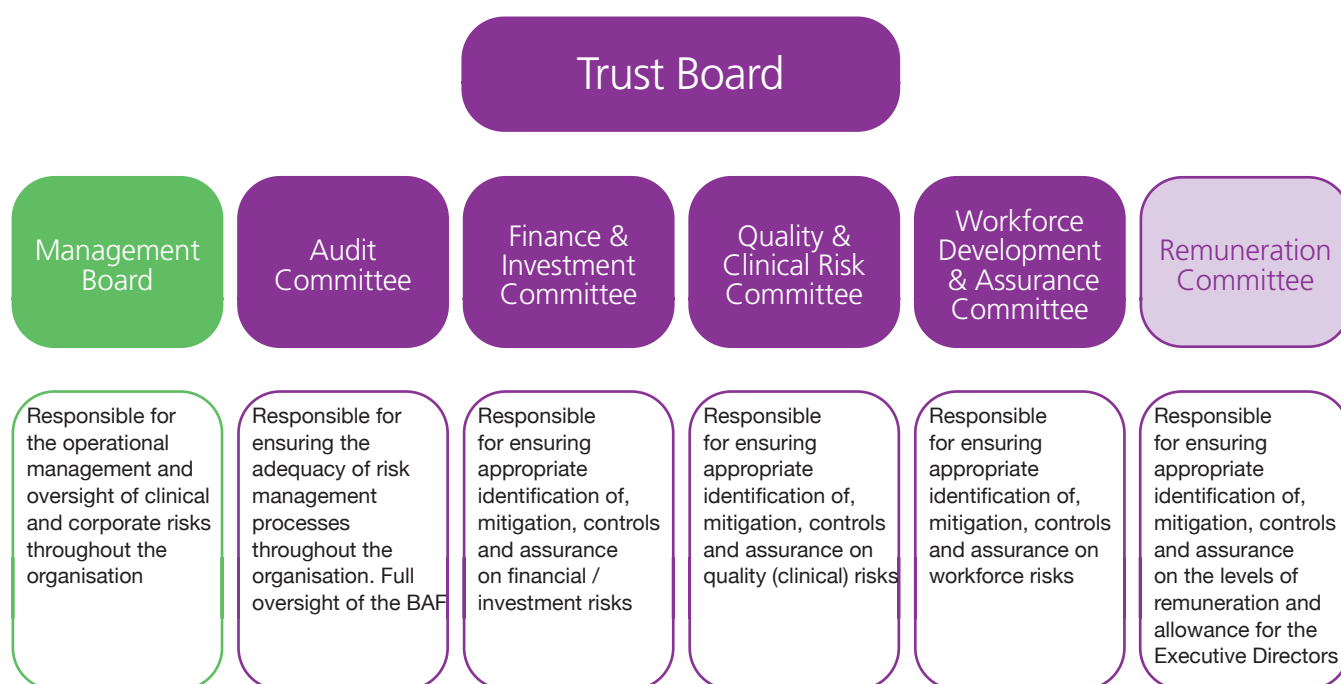 Trust Board
Management
Board
Audit
Committee
Finance &
Investment
Committee
Quality &
Clinical Risk
Committee
Workforce
Development
& Assurance
Committee
Remuneration
Committee
Responsible for
the operational
management and
oversight of clinical
and corporate risks
throughout the
organisation
Responsible for
ensuring the
adequacy of risk
management
processes
throughout the
organisation. Full
oversight of the BAF
Responsible
for ensuring
appropriate
identification of,
mitigation, controls
and assurance
on financial /
investment risks
Responsible
for ensuring
appropriate
identification of,
mitigation, controls
and assurance on
quality (clinical) risks
Responsible
for ensuring
appropriate
identification of,
mitigation, controls
and assurance on
workforce risks
Responsible
for ensuring
appropriate
identification of,
mitigation, controls
and assurance
on the levels of
remuneration and
allowance for the
Executive Directors